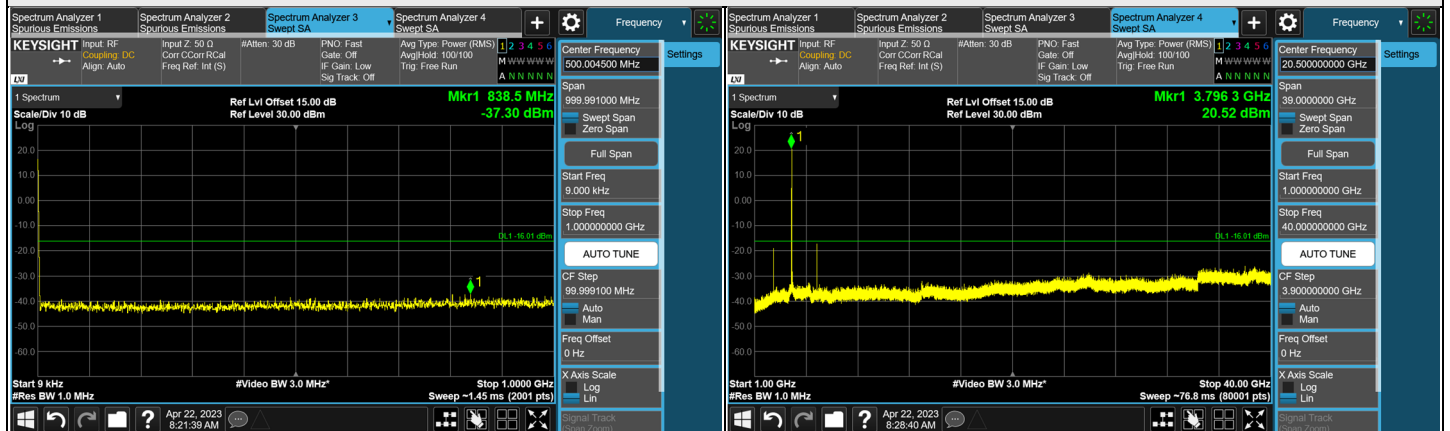 Spectrum Analyzer 1
Spurious Emissions
Spectrum Analyzer 2
Spurious Emissions
Spectrum Analyzer 3
Swept SA
Spectrum Analyzer 4
Swept SA
Frequency
KEYSIGHT
LXI
Input: RF
Coupling: DC
Align: Auto
Input Z: 50 Ω
Corr CCorr RCal
Freq Ref: Int (S)
#Atten: 30 dB
PNO: Fast
Gate: Off
IF Gain: Low
Sig Track: Off
Avg Type: Power (RMS)
Avg|Hold: 100/100
Trig: Free Run
1 2 3 4 5 6
M W W W W W
A N N N N N
1 Spectrum
Scale/Div 10 dB
Ref Lvl Offset 15.00 dB
Ref Level 30.00 dBm
Mkr1 838.5 MHz
-37.30 dBm
Log
20.0
10.0
0.00
-10.0
-20.0
-30.0
-40.0
-50.0
-60.0
DL1 -16.01 dBm
1
Start 9 kHz
#Res BW 1.0 MHz
#Video BW 3.0 MHz*
Stop 1.0000 GHz
Sweep ~1.45 ms (2001 pts)
Apr 22, 2023
8:21:39 AM
Center Frequency
500.004500 MHz
Settings
Span
999.991000 MHz
Swept Span
Zero Span
Full Span
Start Freq
9.000 kHz
Stop Freq
1.000000000 GHz
AUTO TUNE
CF Step
99.999100 MHz
Auto
Man
Freq Offset
0 Hz
X Axis Scale
Log
Lin
Signal Track
(Span Zoom)
Spectrum Analyzer 1
Spurious Emissions
Spectrum Analyzer 2
Spurious Emissions
Spectrum Analyzer 3
Swept SA
Spectrum Analyzer 4
Swept SA
Frequency
KEYSIGHT
LXI
Input: RF
Coupling: DC
Align: Auto
Input Z: 50 Ω
Corr CCorr RCal
Freq Ref: Int (S)
#Atten: 30 dB
PNO: Fast
Gate: Off
IF Gain: Low
Sig Track: Off
Avg Type: Power (RMS)
Avg|Hold: 100/100
Trig: Free Run
1 2 3 4 5 6
M W W W W W
A N N N N N
1 Spectrum
Scale/Div 10 dB
Ref Lvl Offset 15.00 dB
Ref Level 30.00 dBm
Mkr1 3.796 3 GHz
20.52 dBm
Log
20.0
10.0
0.00
-10.0
-20.0
-30.0
-40.0
-50.0
-60.0
DL1 -16.01 dBm
1
Start 1.00 GHz
#Res BW 1.0 MHz
#Video BW 3.0 MHz*
Stop 40.00 GHz
Sweep ~76.8 ms (80001 pts)
Apr 22, 2023
8:28:40 AM
Center Frequency
20.500000000 GHz
Settings
Span
39.0000000 GHz
Swept Span
Zero Span
Full Span
Start Freq
1.000000000 GHz
Stop Freq
40.000000000 GHz
AUTO TUNE
CF Step
3.900000000 GHz
Auto
Man
Freq Offset
0 Hz
X Axis Scale
Log
Lin
Signal Track
(Span Zoom)